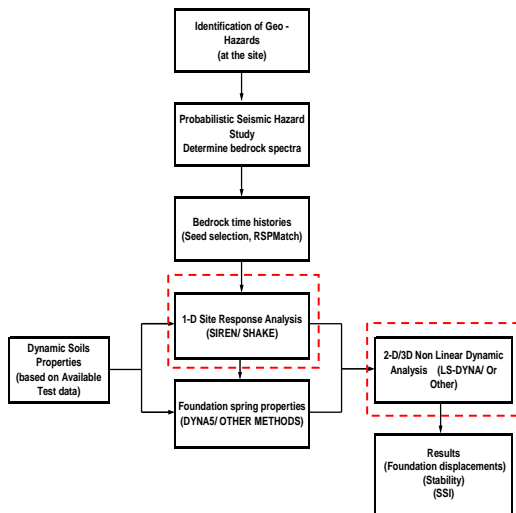 Identification of Geo -
Hazards
(at the site)
Probabilistic Seismic Hazard
Study
Determine bedrock spectra
Bedrock time histories
(Seed selection, RSPMatch)
1-D Site Response Analysis
(SIREN/ SHAKE)
Dynamic Soils
Properties
(based on Available
Test data)
2-D/3D Non Linear Dynamic
Analysis (LS-DYNA/ Or
Other)
Foundation spring properties
(DYNA5/ OTHER METHODS)
Results
(Foundation displacements)
(Stability)
(SSI)